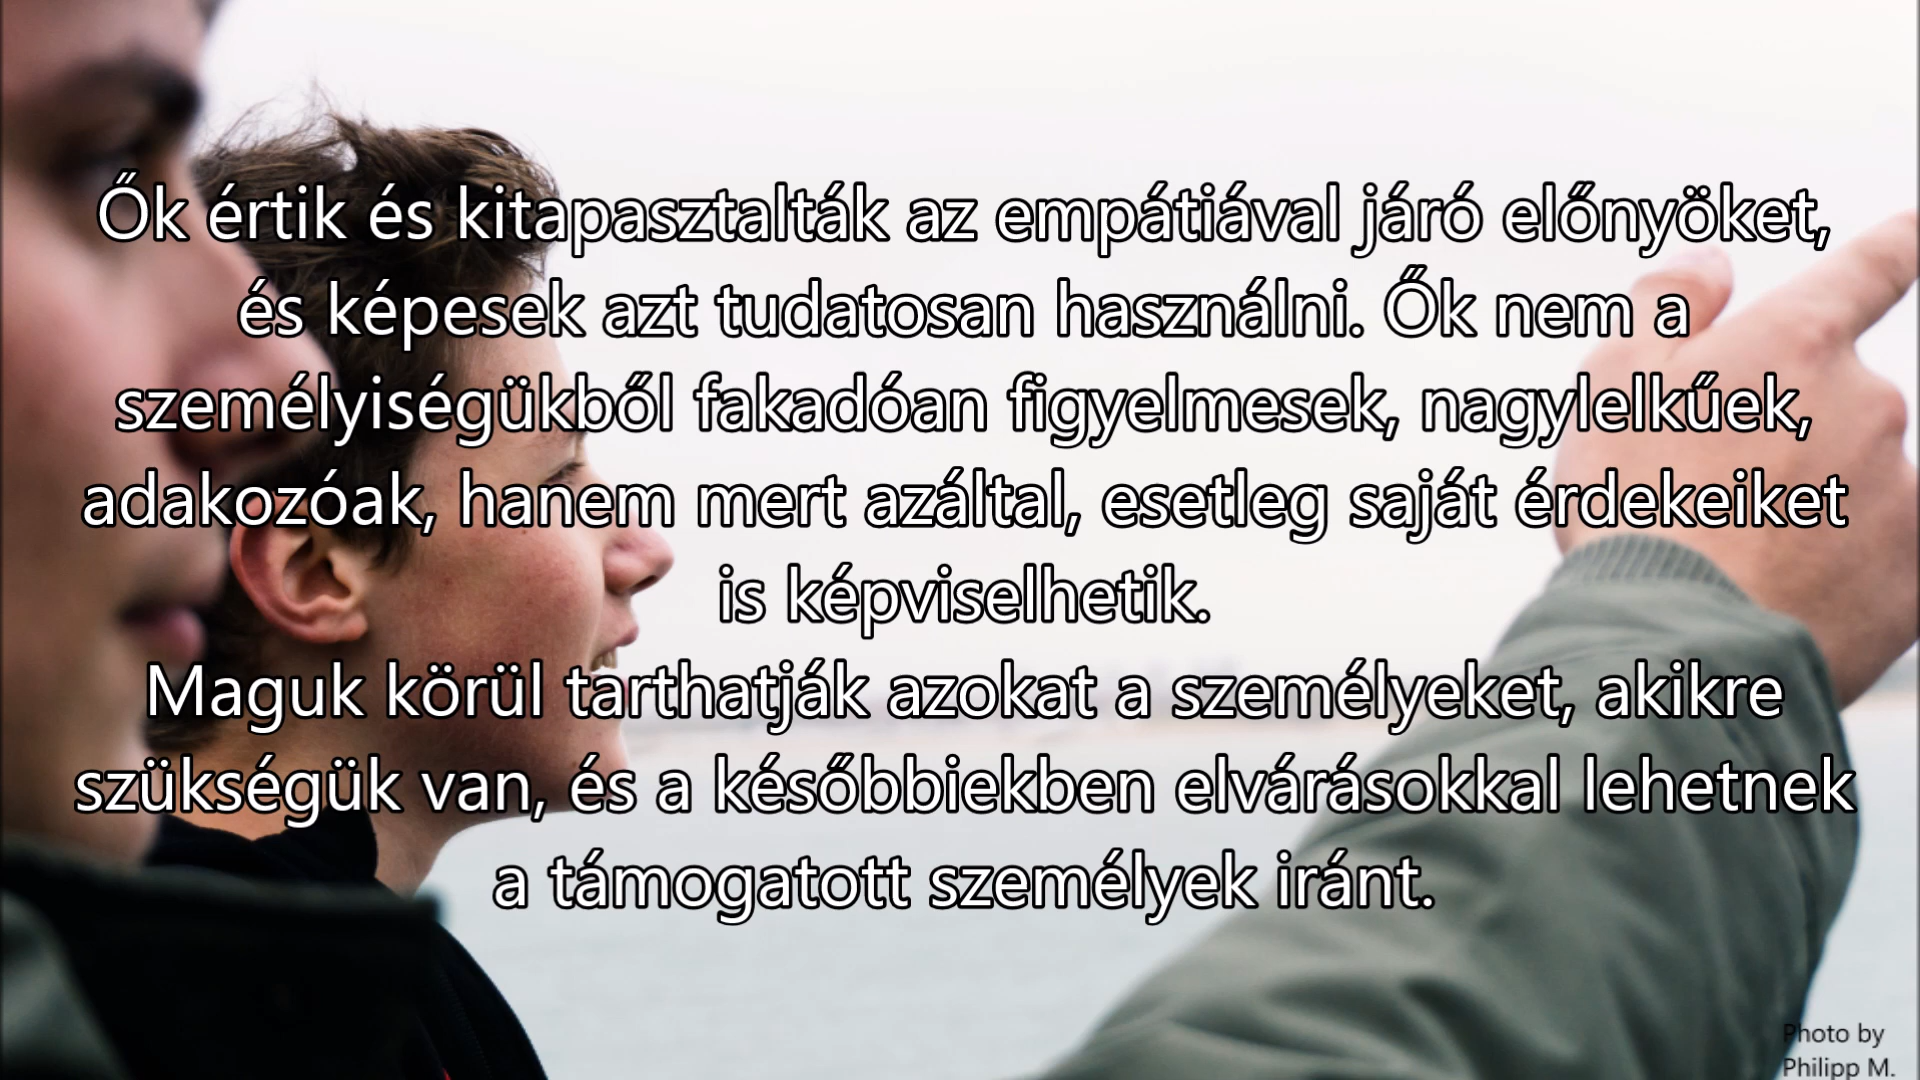 Ők értik és kitapasztalták az empátiával járó előnyöket,
és képesek azt tudatosan használni. Ők nem a
személyiségükből fakadóan figyelmesek, nagylelkűek,
adakozóak, hanem mert azáltal, esetleg saját érdekeiket
is képviselhetik.
Maguk körül tarthatják azokat a személyeket, akikre
szükségük van, és a későbbiekben elvárásokkal lehetnek
a támogatott személyek iránt.
Photo by
Philipp M.